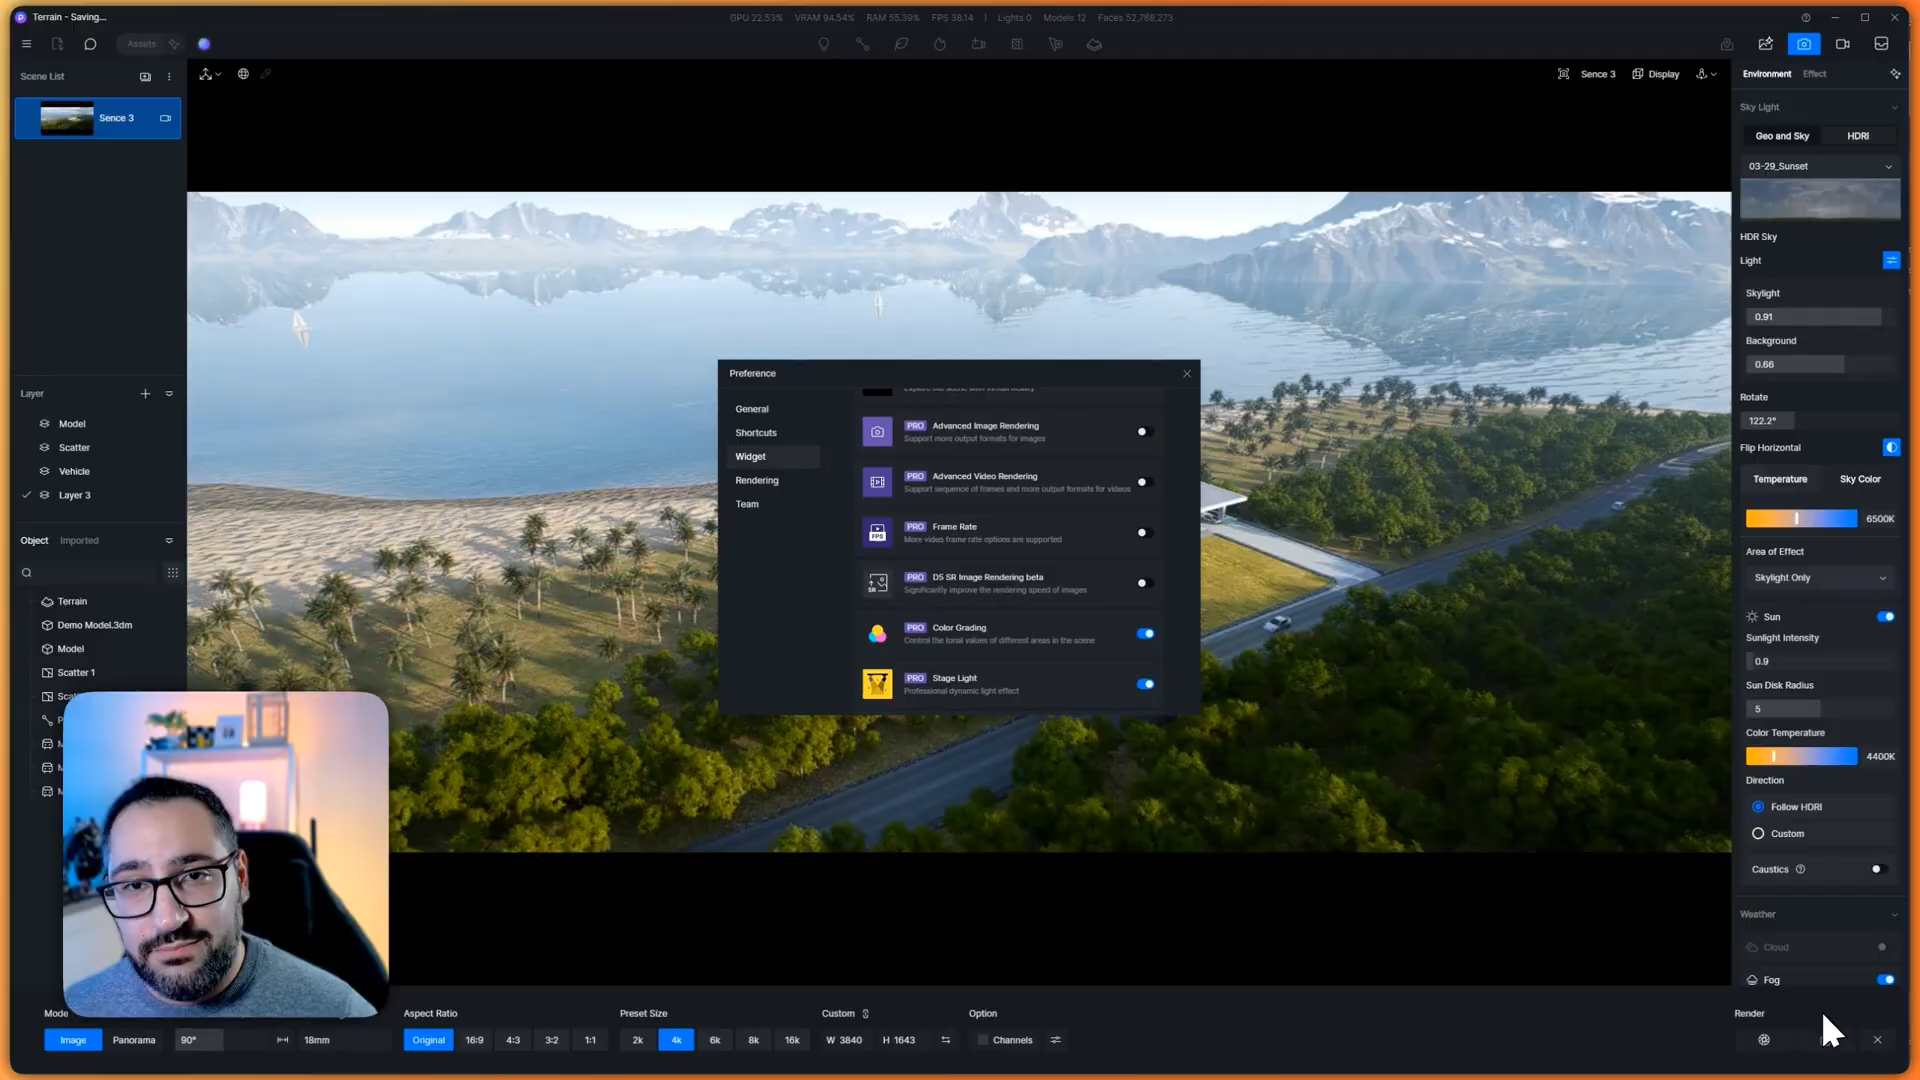 Terrain - Saving...
GPU 22.53% VRAM 94.54% RAM 55.39% FPS 38.14 | Lights 0 Models 12 Faces 52,768,273
Assets
Scene List
Sence 3
Sence 3
Display
Environment
Effect
Sky Light
Geo and Sky
HDRI
03-29_Sunset
HDR Sky
Light
Skylight
0.91
Background
0.66
Rotate
122.2°
Flip Horizontal
Temperature
Sky Color
6500K
Area of Effect
Skylight Only
Sun
Sunlight Intensity
0.9
Sun Disk Radius
5
Color Temperature
4400K
Direction
Follow HDRI
Custom
Caustics
Weather
Cloud
Fog
Layer
Model
Scatter
Vehicle
Layer 3
Object
Imported
Terrain
Demo Model.3dm
Model
Scatter 1
Preference
General
Shortcuts
Widget
Rendering
Team
Explore the scene with Virtual Reality
PRO Advanced Image Rendering
Support more output formats for images
PRO Advanced Video Rendering
Support sequence of frames and more output formats for videos
FPS
PRO Frame Rate
More video frame rate options are supported
SR
PRO D5 SR Image Rendering beta
Significantly improve the rendering speed of images
PRO Color Grading
Control the tonal values of different areas in the scene
PRO Stage Light
Professional dynamic light effect
Mode
Image
Panorama
90°
18mm
Aspect Ratio
Original
16:9
4:3
3:2
1:1
Preset Size
2k
4k
6k
8k
16k
Custom
W 3840
H 1643
Option
Channels
Render